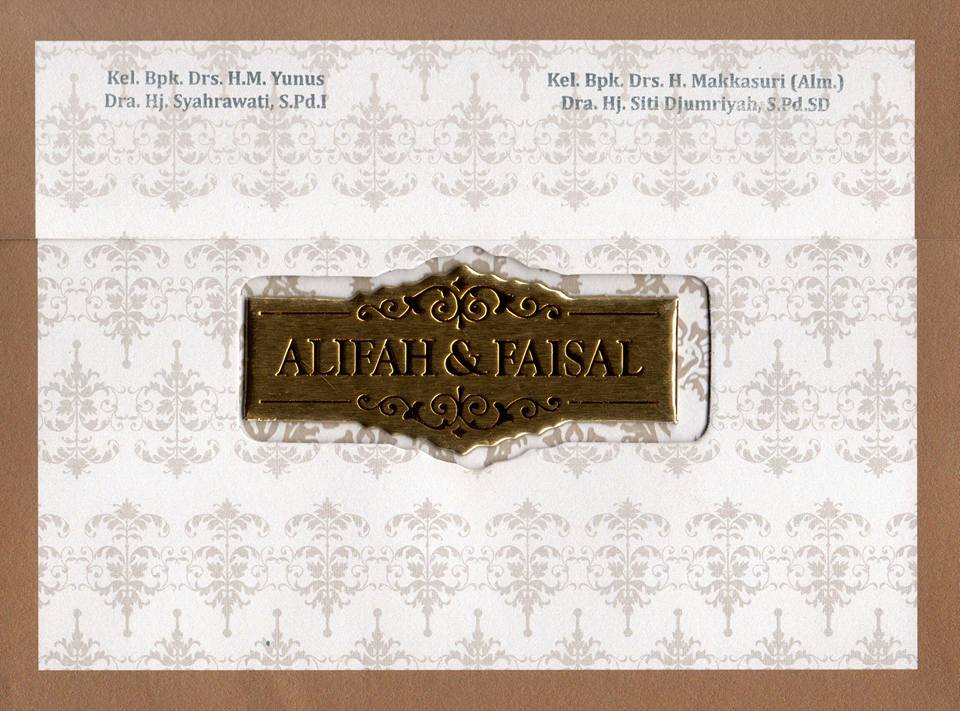 Kel. Bpk. Drs. H.M. Yunus
Dra. Hj. Syahrawati, S.Pd.I
Kel. Bpk. Drs. H. Makkasuri (Alm.)
Dra. Hj. Siti Djumriyah, S.Pd.SD
ALIFAH & FAISAL